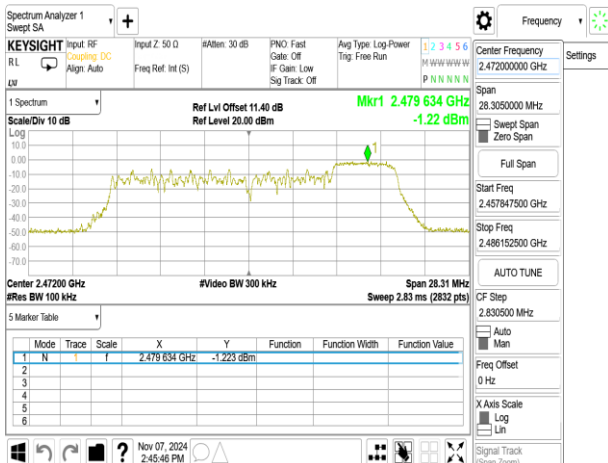 Spectrum Analyzer 1
Swept SA
Frequency
KEYSIGHT
RL
Input: RF
Coupling: DC
Align: Auto
Input Z: 50 Ω
Freq Ref: Int (S)
#Atten: 30 dB
PNO: Fast
Gate: Off
IF Gain: Low
Sig Track: Off
Avg Type: Log-Power
Trig: Free Run
1 2 3 4 5 6
M W W W W W
P N N N N N
Center Frequency
2.472000000 GHz
Settings
Span
28.3050000 MHz
Swept Span
Zero Span
Full Span
Start Freq
2.457847500 GHz
Stop Freq
2.486152500 GHz
AUTO TUNE
CF Step
2.830500 MHz
Auto
Man
Freq Offset
0 Hz
X Axis Scale
Log
Lin
Signal Track
(Span Zoom)
1 Spectrum
Scale/Div 10 dB
Ref Lvl Offset 11.40 dB
Ref Level 20.00 dBm
Mkr1 2.479 634 GHz
-1.22 dBm
Log
10.0
0.00
-10.0
-20.0
-30.0
-40.0
-50.0
-60.0
-70.0
1
Center 2.47200 GHz
#Res BW 100 kHz
#Video BW 300 kHz
Span 28.31 MHz
Sweep 2.83 ms (2832 pts)
5 Marker Table
Mode Trace Scale X Y Function Function Width Function Value
1 N 1 f 2.479 634 GHz -1.223 dBm
2
3
4
5
6
?
Nov 07, 2024
2:45:46 PM